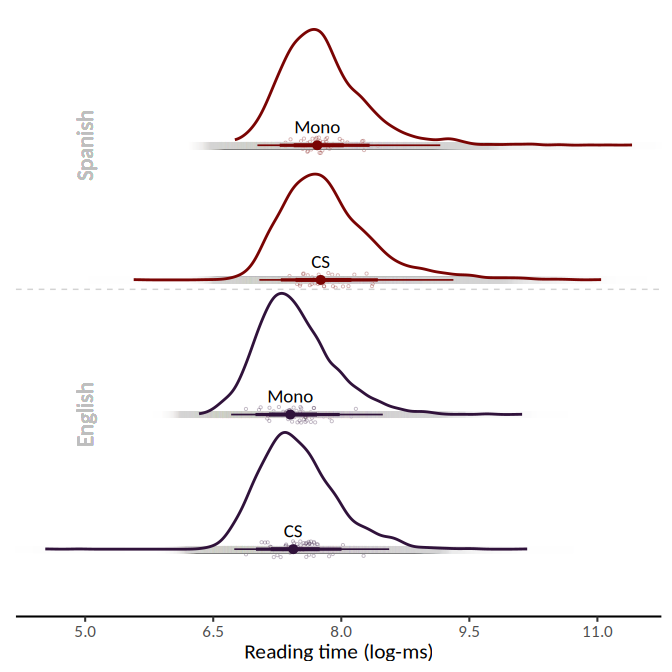 Spanish
Mono
CS
English
Mono
CS
5.0 6.5 8.0 9.5 11.0
Reading time (log-ms)